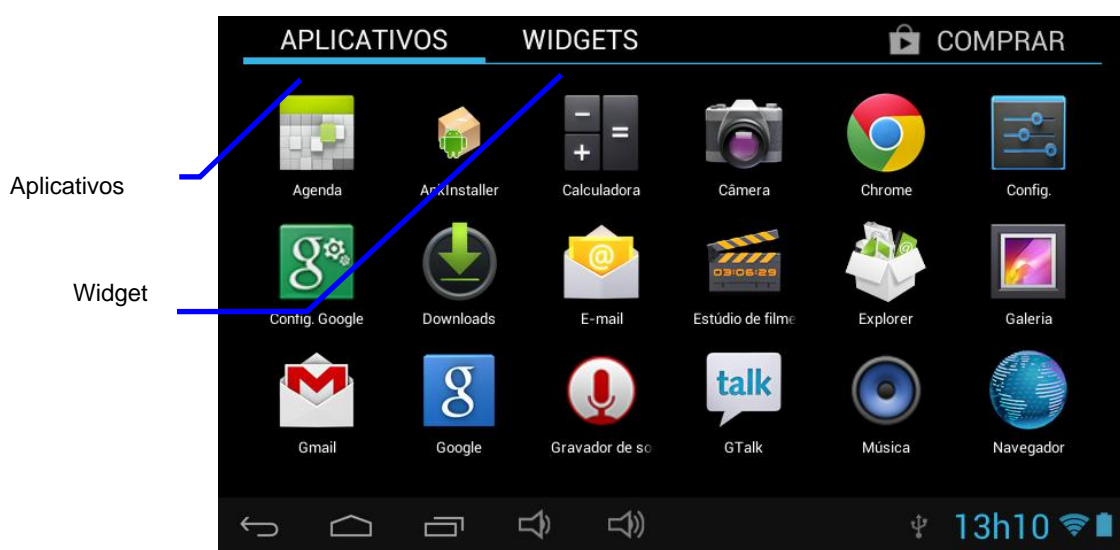 APLICATIVOS WIDGETS COMPRAR
Aplicativos
Agenda ApkInstaller Calculadora Câmera Chrome Config.
Widget
03:06:29
Config. Google Downloads E-mail Estúdio de filme Explorer Galeria
g talk
Gmail Google Gravador de so GTalk Música Navegador
13h10